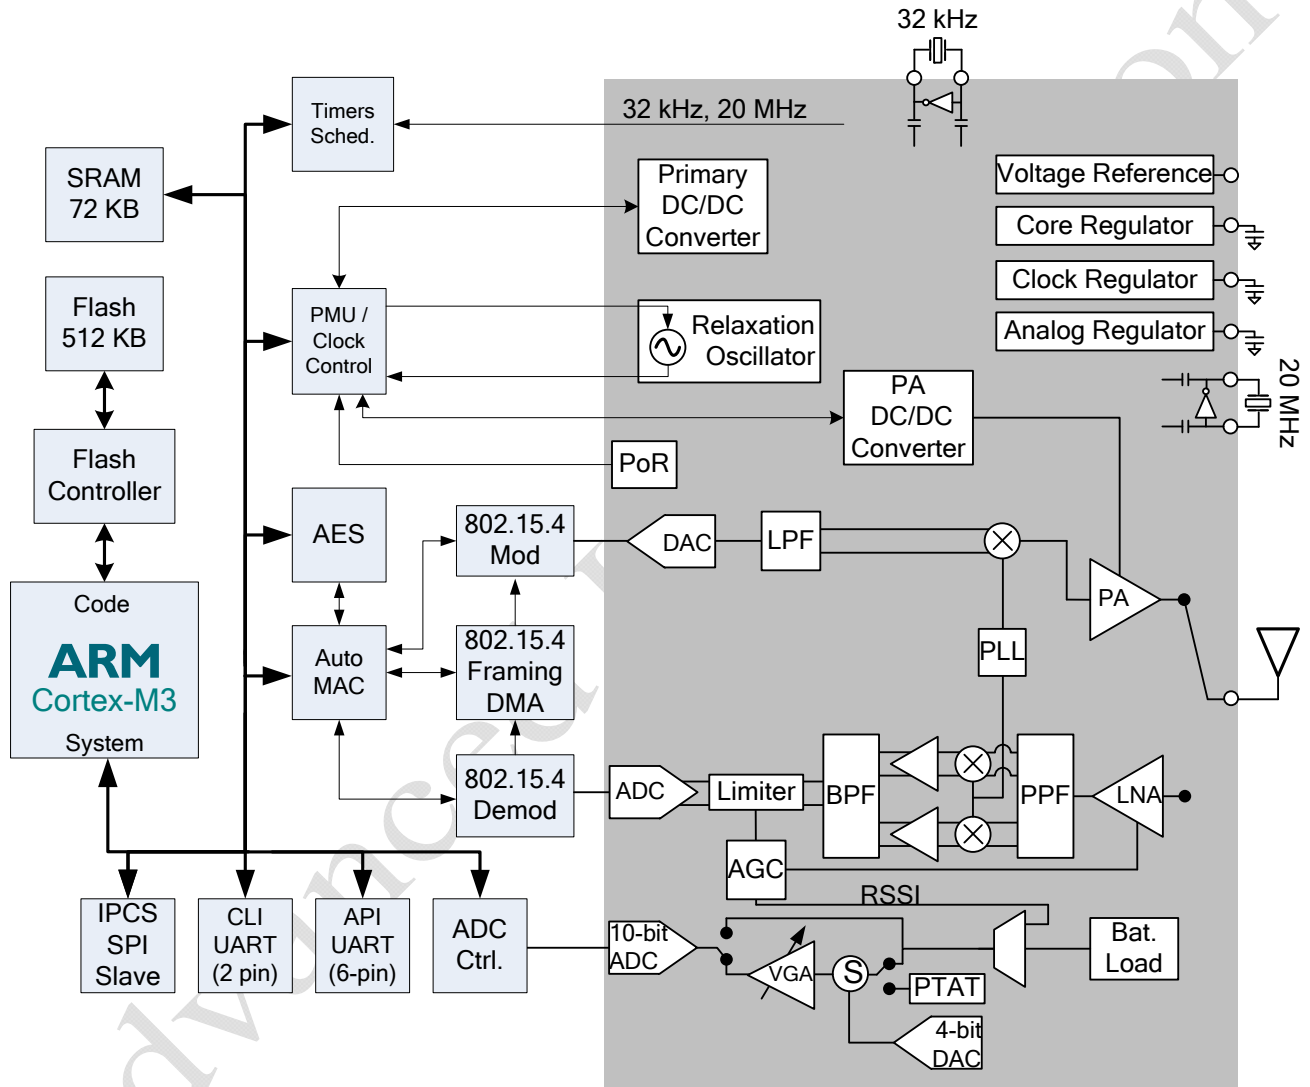 32 kHz
Timers
Sched.
32 kHz, 20 MHz
SRAM
72 KB
Primary
DC/DC
Converter
Voltage Reference
Core Regulator
Clock Regulator
Analog Regulator
Flash
512 KB
PMU /
Clock
Control
Relaxation
Oscillator
20 MHz
PA
DC/DC
Converter
Flash
Controller
PoR
AES
802.15.4
Mod
DAC
LPF
PA
Code
ARM
Cortex-M3
System
Auto
MAC
802.15.4
Framing
DMA
PLL
802.15.4
Demod
ADC
Limiter
BPF
PPF
LNA
AGC
RSSI
IPCS
SPI
Slave
CLI
UART
(2 pin)
API
UART
(6-pin)
ADC
Ctrl.
10-bit
ADC
VGA
S
PTAT
Bat.
Load
4-bit
DAC